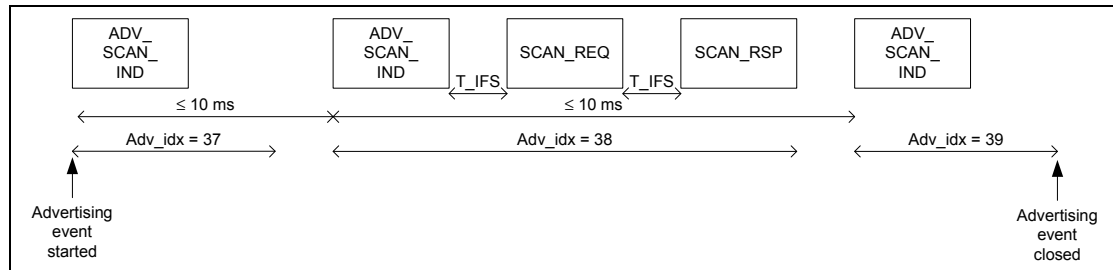 ADV_
SCAN_
IND
ADV_
SCAN_
IND
SCAN_REQ
SCAN_RSP
ADV_
SCAN_
IND
T_IFS
T_IFS
≤ 10 ms
≤ 10 ms
Adv_idx = 37
Adv_idx = 38
Adv_idx = 39
Advertising
event
started
Advertising
event
closed